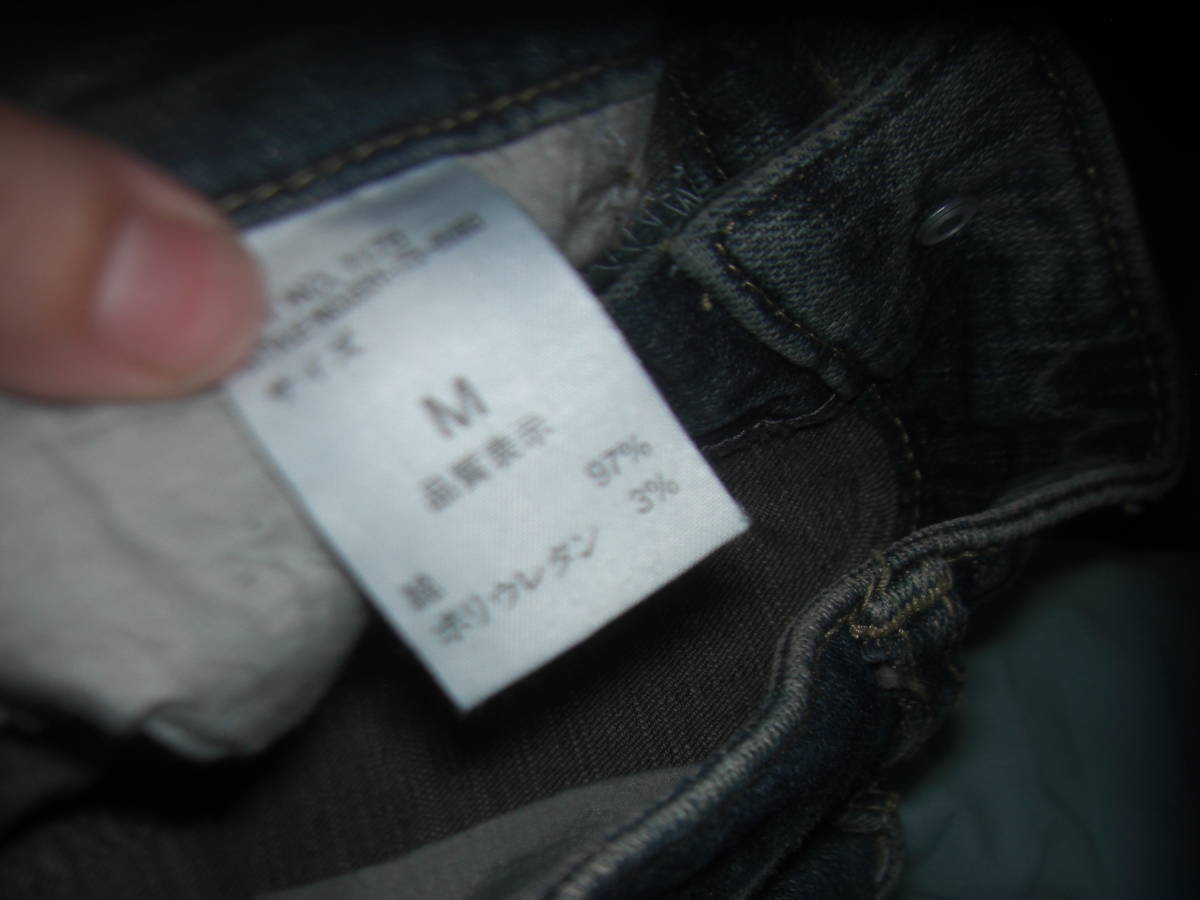 サイズ
M
品質表示
綿 97%
ポリウレタン 3%